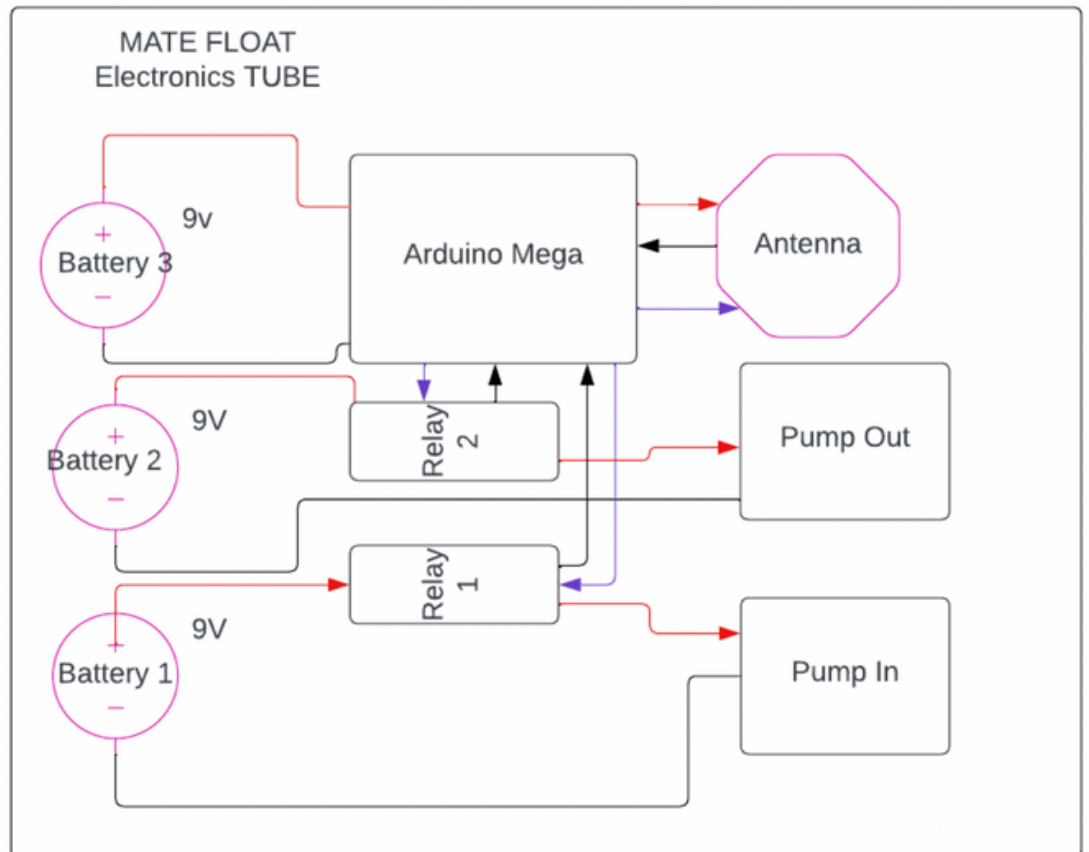 MATE FLOAT
Electronics TUBE
9v
+
Battery 3
−
Arduino Mega
Antenna
9V
+
Battery 2
−
Relay
2
Pump Out
Relay
1
9V
+
Battery 1
−
Pump In